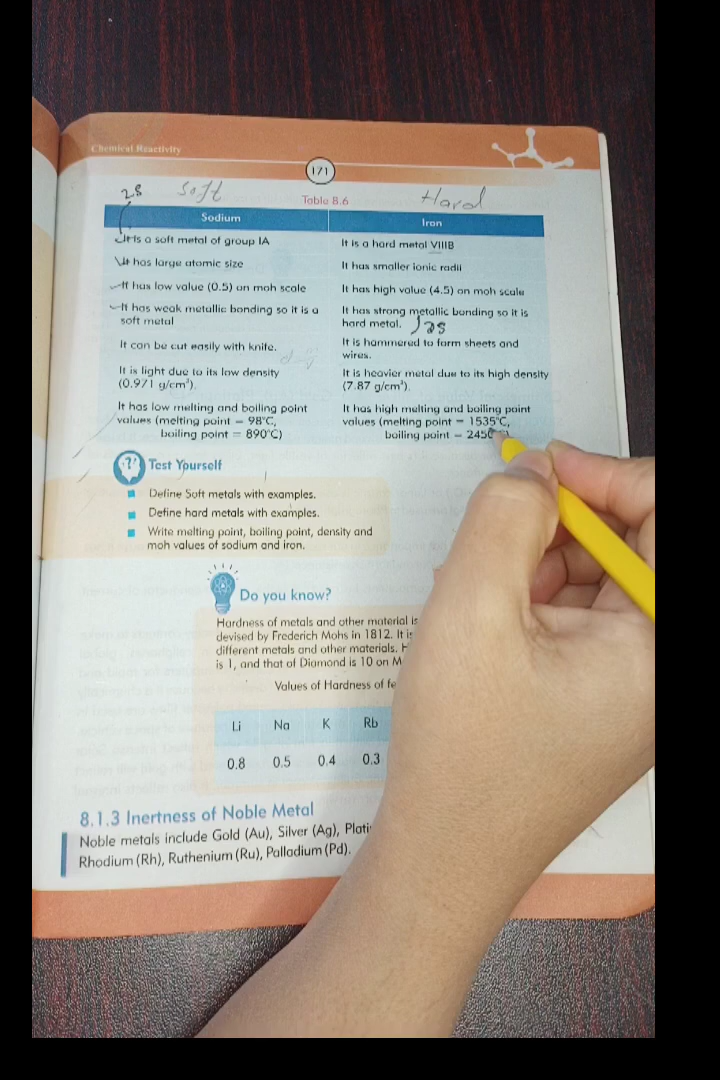 Chemical Reactivity
171
28 Soft Hard
Table 8.6
Sodium Iron
It is a soft metal of group IA
It is a hard metal VIIIB
It has large atomic size
It has smaller ionic radii
It has low value (0.5) on moh scale
It has high value (4.5) on moh scale
It has weak metallic bonding so it is a
soft metal
It has strong metallic bonding so it is
hard metal.
It can be cut easily with knife.
It is hammered to form sheets and
wires.
It is light due to its low density
(0.971 g/cm³).
It is heavier metal due to its high density
(7.87 g/cm³).
It has low melting and boiling point
values (melting point = 98°C,
boiling point = 890°C)
It has high melting and boiling point
values (melting point = 1535°C,
boiling point = 2450
Test Yourself
Define Soft metals with examples.
Define hard metals with examples.
Write melting point, boiling point, density and
moh values of sodium and iron.
Do you know?
Hardness of metals and other material is
devised by Frederich Mohs in 1812. It is
different metals and other materials. H
is 1, and that of Diamond is 10 on M
Values of Hardness of fe
Li Na K Rb
0.8 0.5 0.4 0.3
8.1.3 Inertness of Noble Metal
Noble metals include Gold (Au), Silver (Ag), Plati
Rhodium (Rh), Ruthenium (Ru), Palladium (Pd).